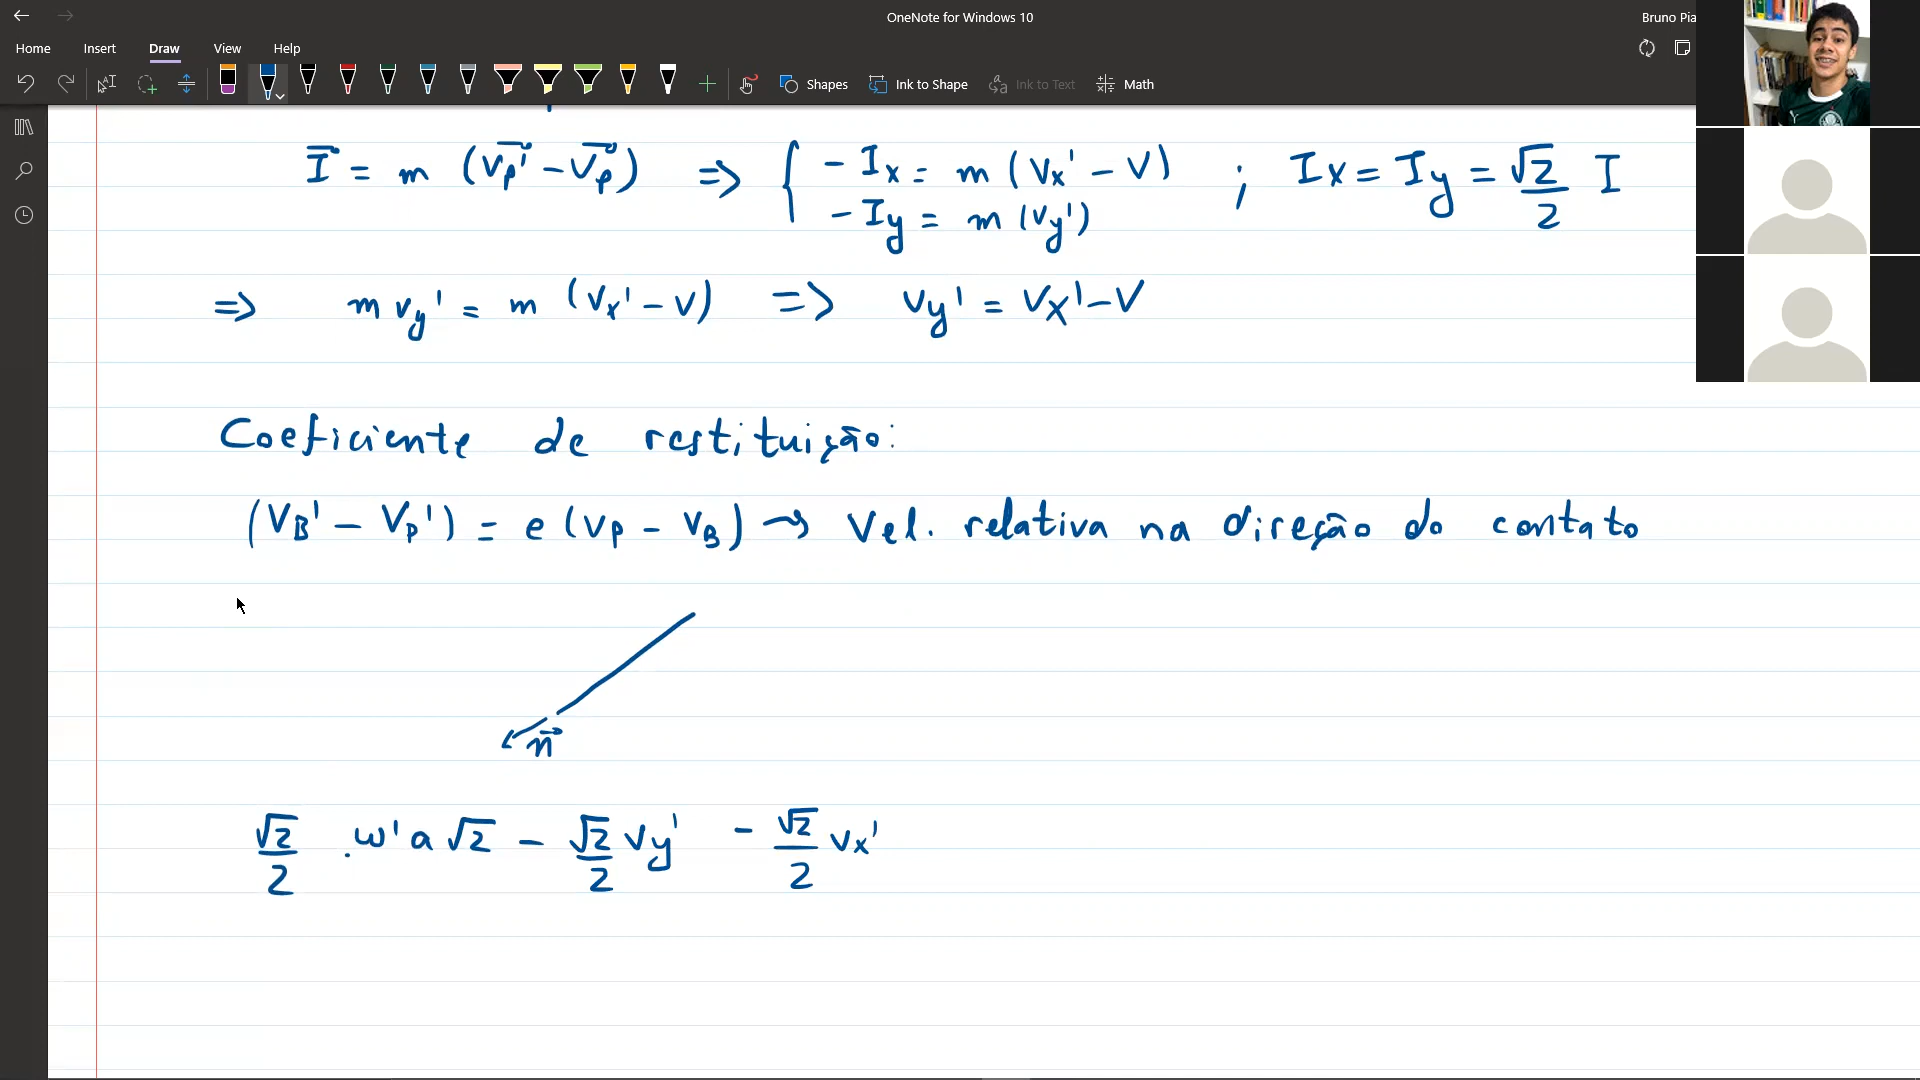 OneNote for Windows 10
Bruno Pia
Home Insert Draw View Help
Shapes Ink to Shape Ink to Text Math
I⃗ = m (Vp'⃗ - Vp⃗) => { - Ix = m (Vx' - V) ; Ix = Iy = √2/2 I
- Iy = m (Vy')
=> m Vy' = m (Vx' - V) => Vy' = Vx' - V
Coeficiente de restituição:
(VB' - Vp') = e (Vp - VB) → Vel. relativa na direção do contato
n⃗
√2/2 . w'a √2 - √2/2 Vy' - √2/2 Vx'